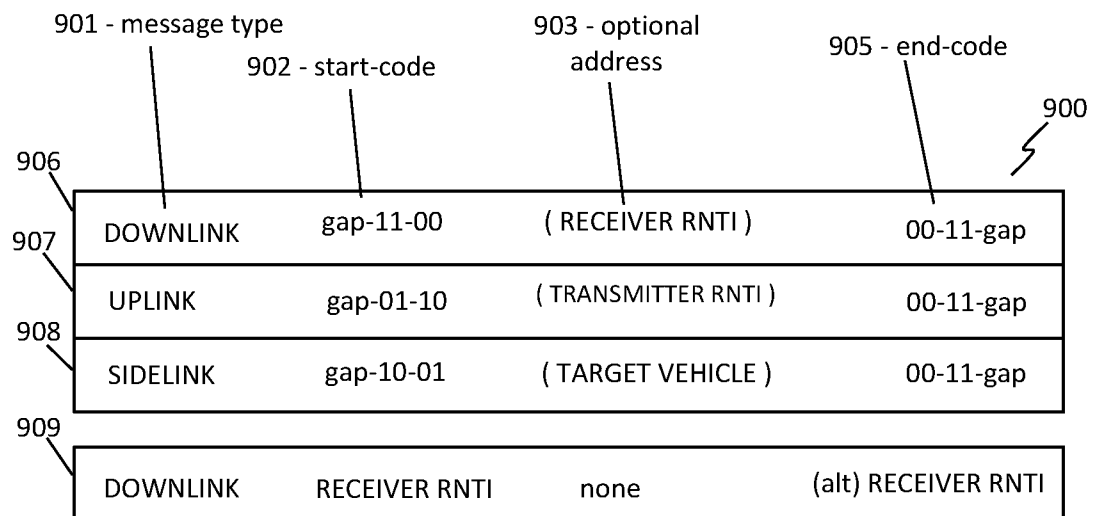 901 - message type
902 - start-code
903 - optional
address
905 - end-code
900
906
DOWNLINK gap-11-00 ( RECEIVER RNTI ) 00-11-gap
907
UPLINK gap-01-10 ( TRANSMITTER RNTI ) 00-11-gap
908
SIDELINK gap-10-01 ( TARGET VEHICLE ) 00-11-gap
909
DOWNLINK RECEIVER RNTI none (alt) RECEIVER RNTI